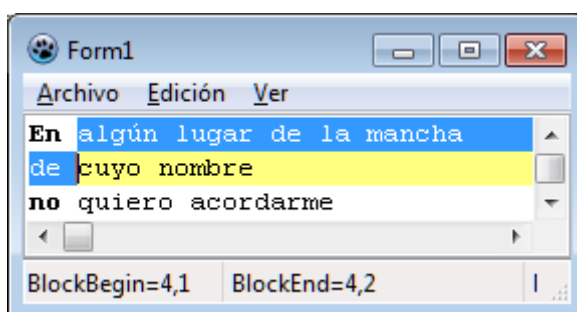 Form1
Archivo Edición Ver
En algún lugar de la mancha
de cuyo nombre
no quiero acordarme
BlockBegin=4,1 BlockEnd=4,2 I